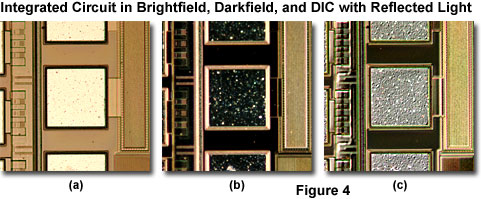 Integrated Circuit in Brightfield, Darkfield, and DIC with Reflected Light
(a) (b) (c)
Figure 4